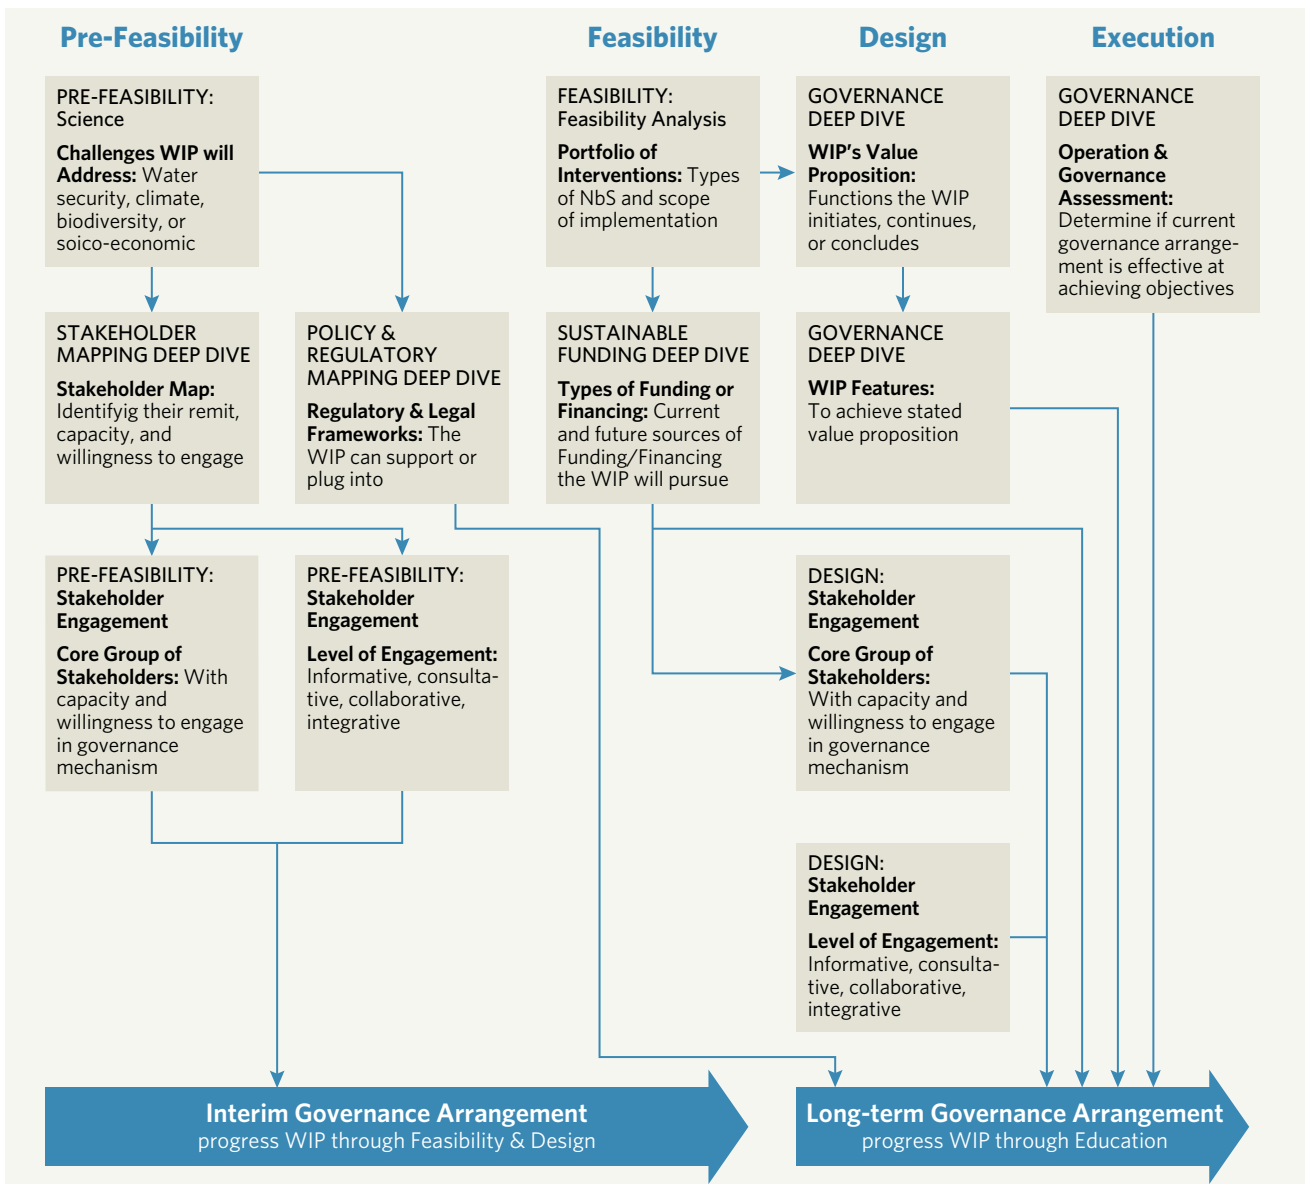 Pre-Feasibility
Feasibility
Design
Execution
PRE-FEASIBILITY:
Science
Challenges WIP will
Address: Water
security, climate,
biodiversity, or
soico-economic
FEASIBILITY:
Feasibility Analysis
Portfolio of
Interventions: Types
of NbS and scope
of implementation
GOVERNANCE
DEEP DIVE
WIP's Value
Proposition:
Functions the WIP
initiates, continues,
or concludes
GOVERNANCE
DEEP DIVE
Operation &
Governance
Assessment:
Determine if current
governance arrange-
ment is effective at
achieving objectives
STAKEHOLDER
MAPPING DEEP DIVE
Stakeholder Map:
Identifyig their remit,
capacity, and
willingness to engage
POLICY &
REGULATORY
MAPPING DEEP DIVE
Regulatory & Legal
Frameworks: The
WIP can support or
plug into
SUSTAINABLE
FUNDING DEEP DIVE
Types of Funding or
Financing: Current
and future sources of
Funding/Financing
the WIP will pursue
GOVERNANCE
DEEP DIVE
WIP Features:
To achieve stated
value proposition
PRE-FEASIBILITY:
Stakeholder
Engagement
Core Group of
Stakeholders: With
capacity and
willingness to engage
in governance
mechanism
PRE-FEASIBILITY:
Stakeholder
Engagement
Level of Engagement:
Informative, consulta-
tive, collaborative,
integrative
DESIGN:
Stakeholder
Engagement
Core Group of
Stakeholders:
With capacity and
willingness to engage
in governance
mechanism
DESIGN:
Stakeholder
Engagement
Level of Engagement:
Informative, consulta-
tive, collaborative,
integrative
Interim Governance Arrangement
progress WIP through Feasibility & Design
Long-term Governance Arrangement
progress WIP through Education